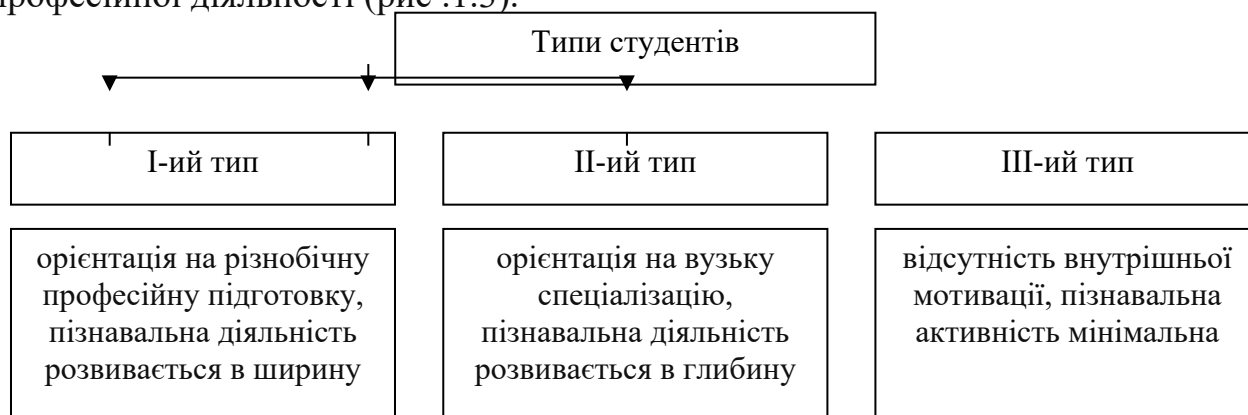 професійної діяльності (рис .1.3).
Типи студентів
І-ий тип
ІІ-ий тип
ІІІ-ий тип
орієнтація на різнобічну
професійну підготовку,
пізнавальна діяльність
розвивається в ширину
орієнтація на вузьку
спеціалізацію,
пізнавальна діяльність
розвивається в глибину
відсутність внутрішньої
мотивації, пізнавальна
активність мінімальна